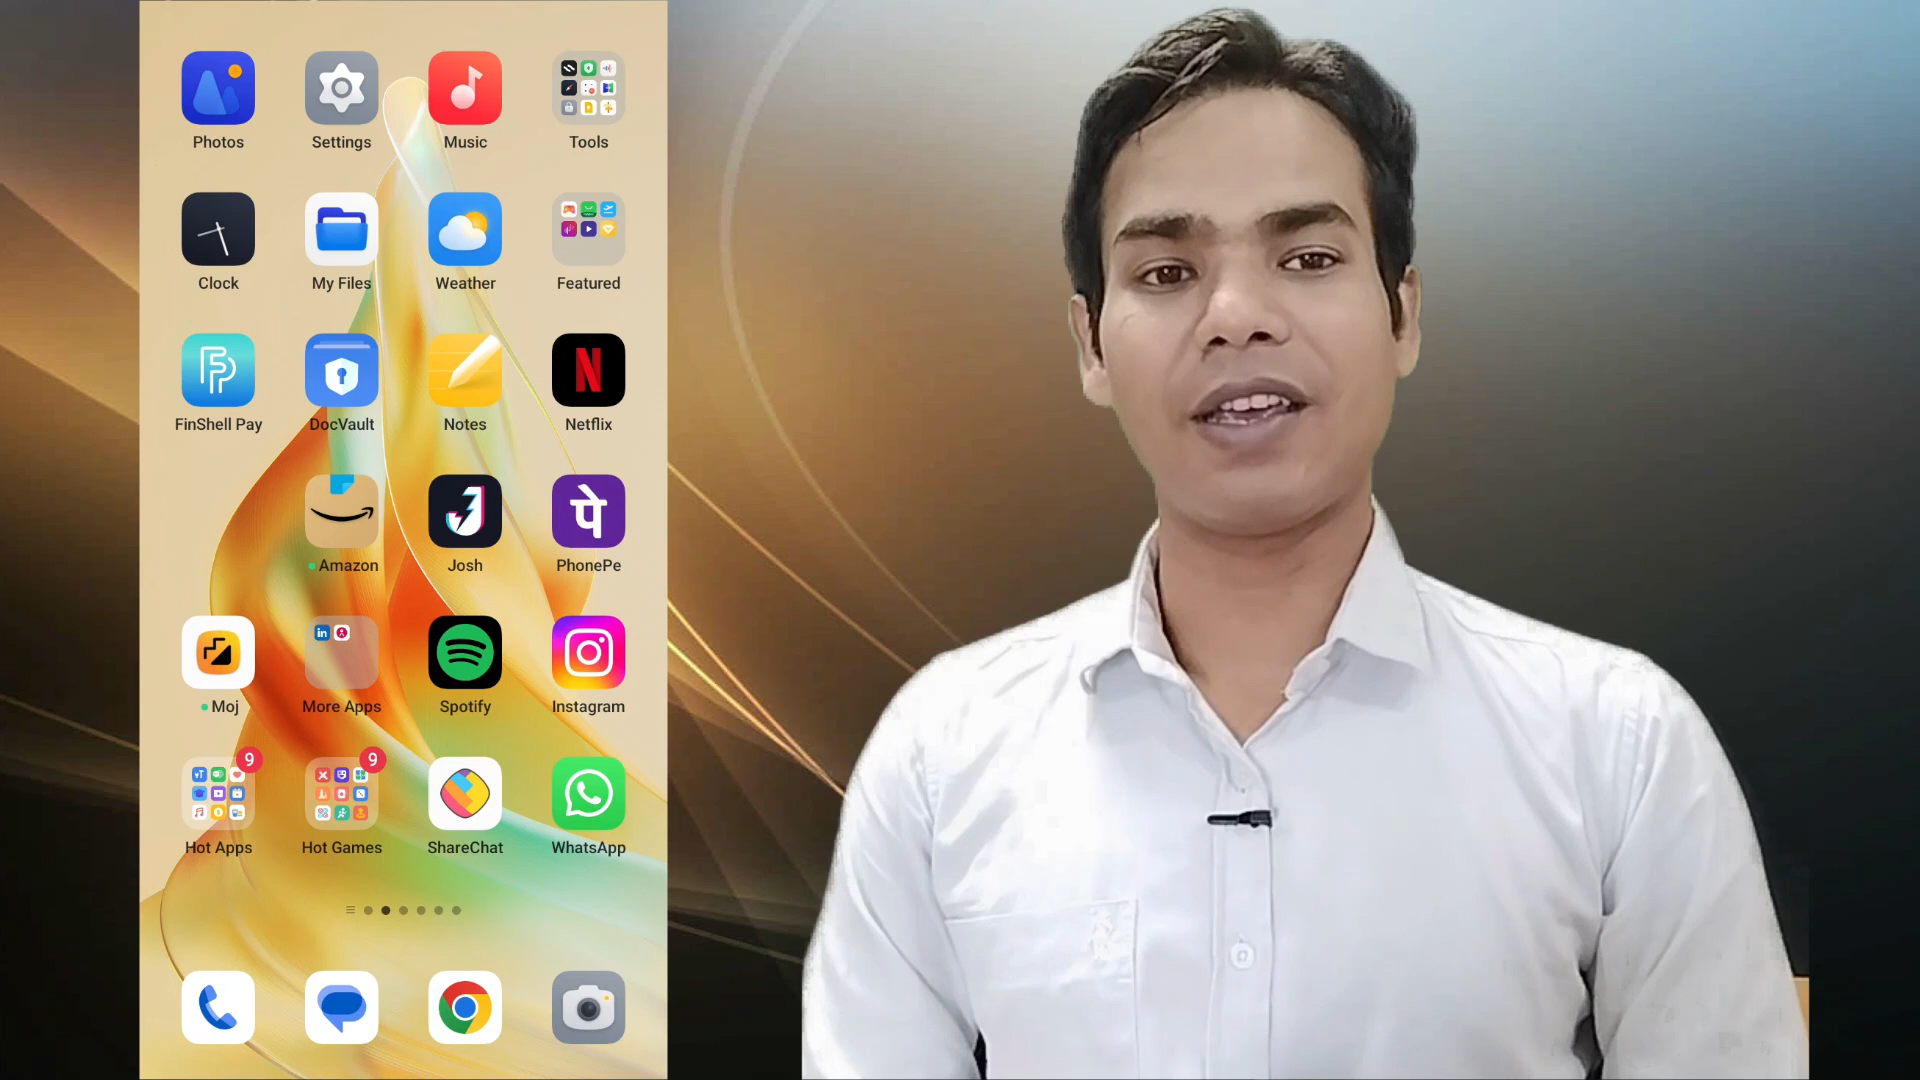 Photos Settings Music Tools
Clock My Files Weather Featured
FinShell Pay DocVault Notes N Netflix
Amazon Josh पे PhonePe
in
Moj More Apps Spotify Instagram
9 9
Hot Apps Hot Games ShareChat WhatsApp